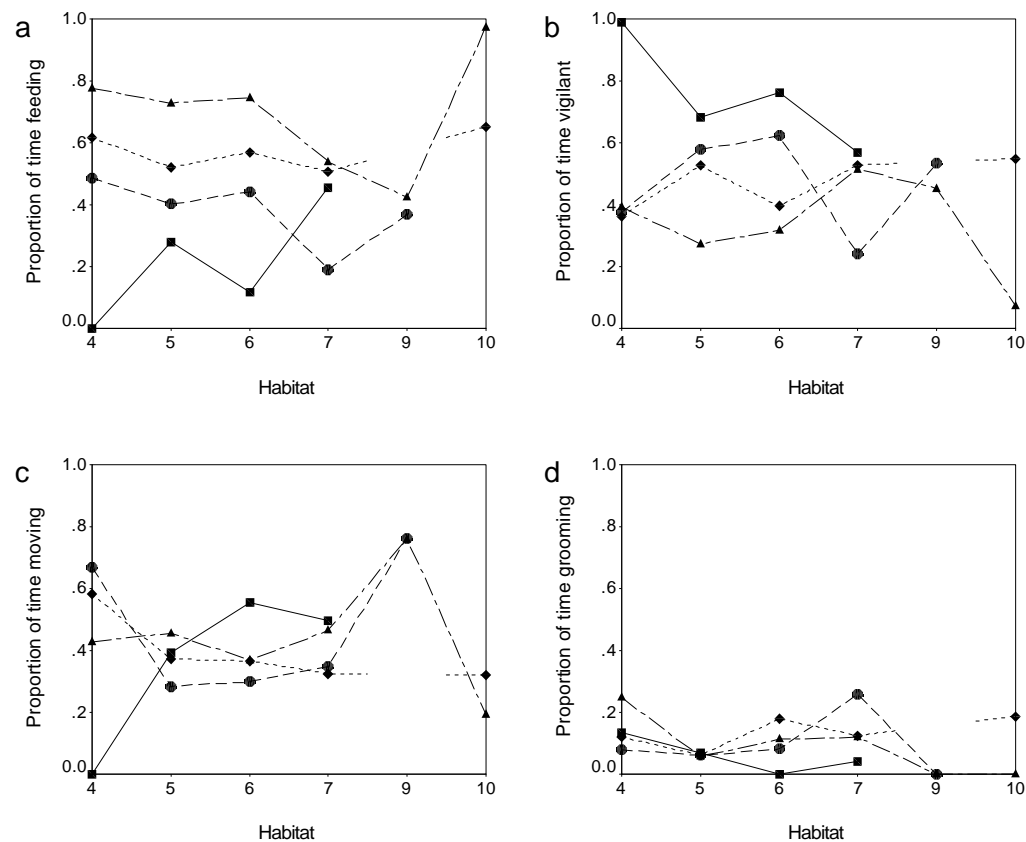 a
Proportion of time feeding
1.0
.8
.6
.4
.2
0.0
4 5 6 7 9 10
Habitat
b
Proportion of time vigilant
1.0
.8
.6
.4
.2
0.0
4 5 6 7 9 10
Habitat
c
Proportion of time moving
1.0
.8
.6
.4
.2
0.0
4 5 6 7 9 10
Habitat
d
Proportion of time grooming
1.0
.8
.6
.4
.2
0.0
4 5 6 7 9 10
Habitat